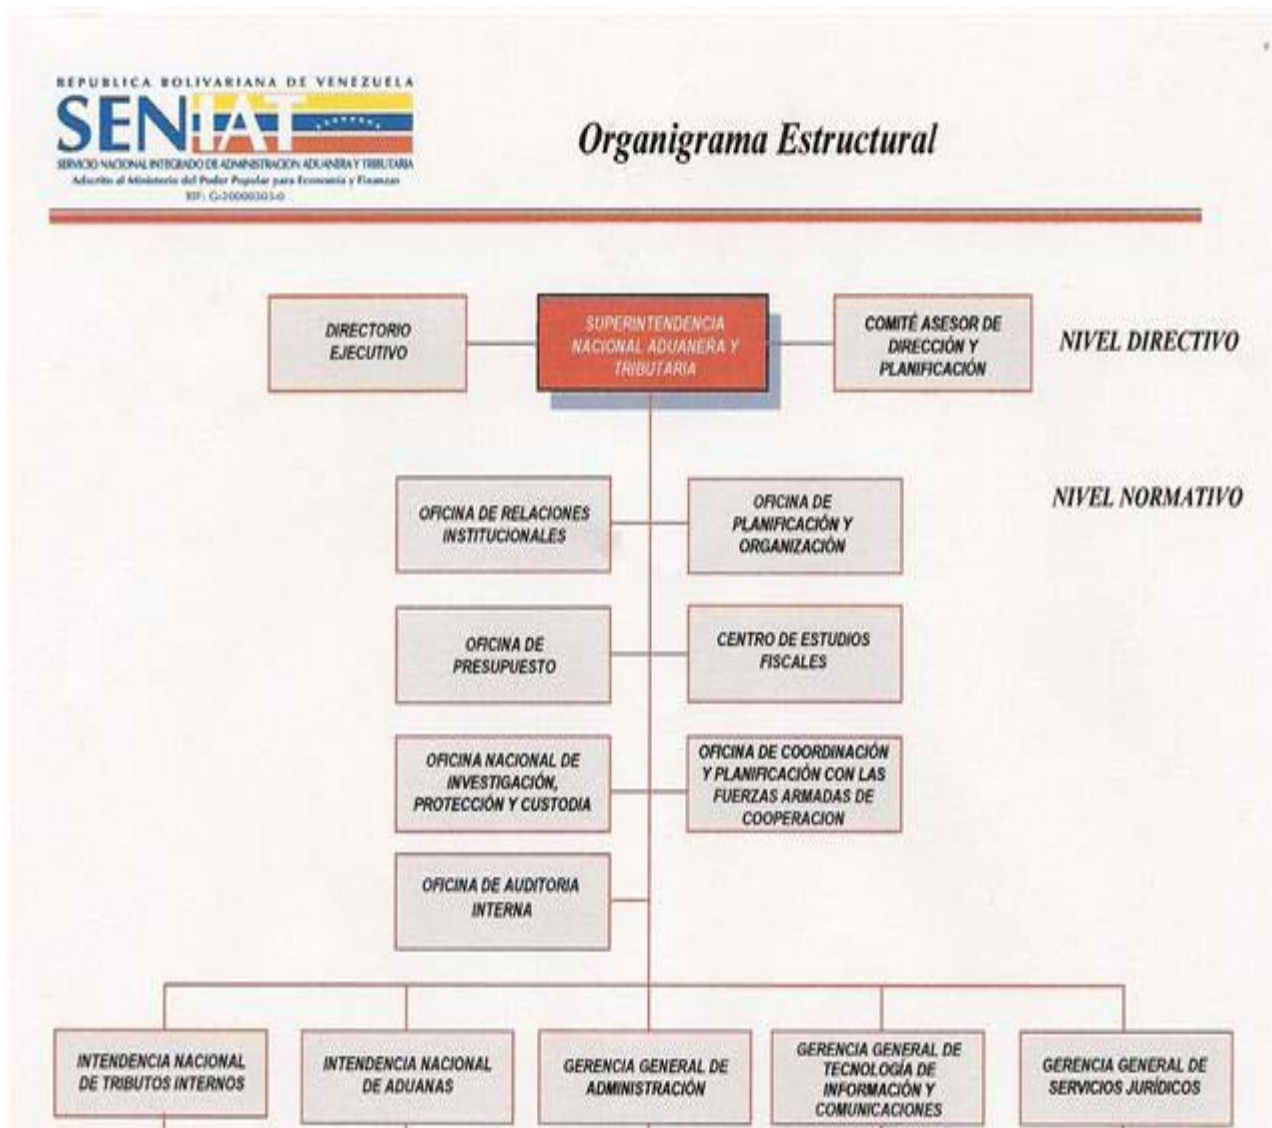 REPUBLICA BOLIVARIANA DE VENEZUELA
SENIAT
SERVICIO NACIONAL INTEGRADO DE ADMINISTRACION ADUANERA Y TRIBUTARIA
Adscrito al Ministerio del Poder Popular para Economía y Finanzas
RIF: G-20000303-0
Organigrama Estructural
DIRECTORIO
EJECUTIVO
SUPERINTENDENCIA
NACIONAL ADUANERA Y
TRIBUTARIA
COMITÉ ASESOR DE
DIRECCIÓN Y
PLANIFICACIÓN
NIVEL DIRECTIVO
OFICINA DE RELACIONES
INSTITUCIONALES
OFICINA DE
PLANIFICACIÓN Y
ORGANIZACIÓN
NIVEL NORMATIVO
OFICINA DE
PRESUPUESTO
CENTRO DE ESTUDIOS
FISCALES
OFICINA NACIONAL DE
INVESTIGACIÓN,
PROTECCIÓN Y CUSTODIA
OFICINA DE COORDINACIÓN
Y PLANIFICACIÓN CON LAS
FUERZAS ARMADAS DE
COOPERACION
OFICINA DE AUDITORIA
INTERNA
INTENDENCIA NACIONAL
DE TRIBUTOS INTERNOS
INTENDENCIA NACIONAL
DE ADUANAS
GERENCIA GENERAL DE
ADMINISTRACIÓN
GERENCIA GENERAL DE
TECNOLOGÍA DE
INFORMACIÓN Y
COMUNICACIONES
GERENCIA GENERAL DE
SERVICIOS JURÍDICOS